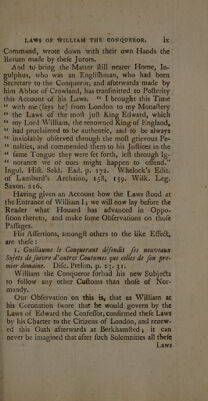 LAWS OF WILLIAM THE CONQUEROR. ix
Command, wrote down with their own Hands the
Return made by these Jurors.
And to bring the Matter still nearer Home, In-
gulphus, who was an Englishman, who had been
Secretary to the Conqueror, and afterwards made by
him Abbot of Crowland, has transmitted to Posterity
this Account of his Laws. “ I brought this Time
“ with me (says he) from London to my Monastery
“ the Laws of the most just King Edward, which
“ my Lord William, the renowned King of England,
“ had proclaimed to be authentic, and to be always
“ inviolably observed through the most grievous Pe-
“ nalties, and commended them to his Justices in the
“ same Tongue they were set forth, lest through Ig-
“ norance we of ours might happen to offend.”
Ingul. Hist. Seld. Ead. p. 172. Whelock's Edit.
of Lambard's Archaion, 158, 159. Wilk. Leg.
Saxon. 216.
Having given an Account how the Laws stood at
the Entrance of William I; we will now lay before the
Reader what Houard has advanced in Oppo-
sition thereto, and make some Observations on those
Passages.
His Assertions, amongst others to the like Effect,
are these :
1. Guillaume le Conquerant défendit ses nouveaux
Sujets de suivre d'autres Coutumes que celles de son pre-
mier domaine. Disc. Prelim. p. 23. 31.
William the Conqueror forbad his new Subjects
to follow any other Customs than those of Nor-
mandy.
Our Observation on this is, that as William at
his Coronation swore that he would govern by the
Laws of Edward the Confessor, confirmed these Laws
by his Charter to the Citizens of London, and renew-
ed this Oath afterwards at Berkhamsted; it can
never be imagined that after such Solemnities all these
Laws